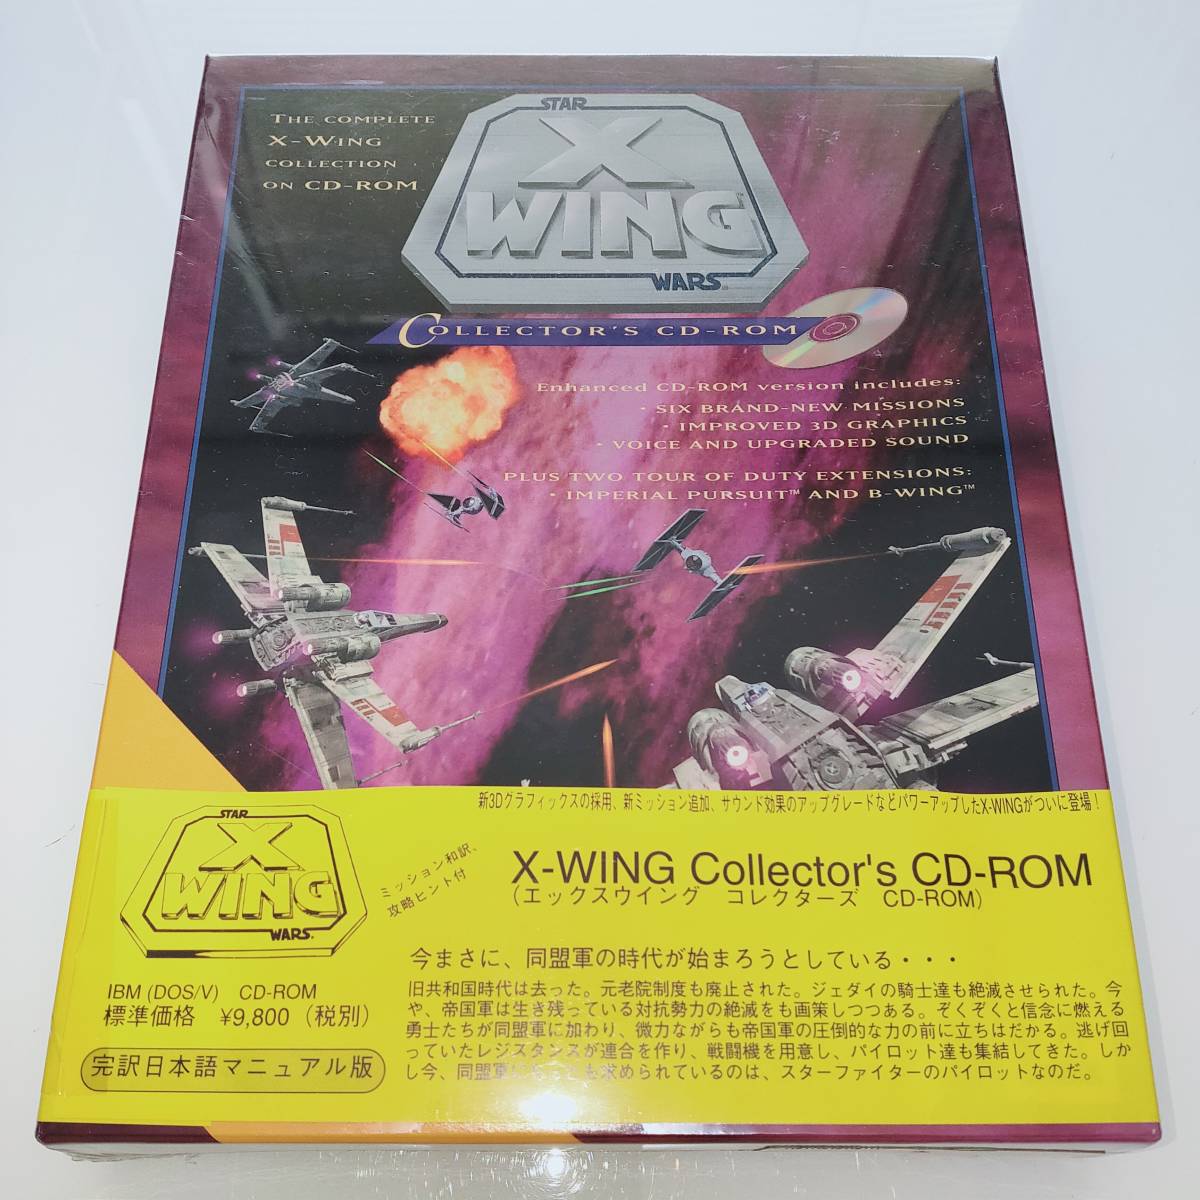 THE COMPLETE
X-WING
COLLECTION
ON CD-ROM
STAR
X
WING™
WARS
COLLECTOR'S CD-ROM
Enhanced CD-ROM version includes:
• SIX BRAND-NEW MISSIONS
• IMPROVED 3D GRAPHICS
• VOICE AND UPGRADED SOUND
PLUS TWO TOUR OF DUTY EXTENSIONS:
• IMPERIAL PURSUIT™ AND B-WING™
新3Dグラフィックスの採用、新ミッション追加、サウンド効果のアップグレードなどパワーアップしたX-WINGがついに登場!
STAR
X
WING
WARS
ミッション和訳、
攻略ヒント付
X-WING Collector's CD-ROM
(エックスウイング コレクターズ CD-ROM)
IBM (DOS/V) CD-ROM
標準価格 ¥9,800(税別)
完訳日本語マニュアル版
今まさに、同盟軍の時代が始まろうとしている・・・
旧共和国時代は去った。元老院制度も廃止された。ジェダイの騎士達も絶滅させられた。今
や、帝国軍は生き残っている対抗勢力の絶滅をも画策しつつある。ぞくぞくと信念に燃える
勇士たちが同盟軍に加わり、微力ながらも帝国軍の圧倒的な力の前に立ちはだかる。逃げ回
っていたレジスタンスが連合を作り、戦闘機を用意し、パイロット達も集結してきた。しか
し今、同盟軍にもっとも求められているのは、スターファイターのパイロットなのだ。